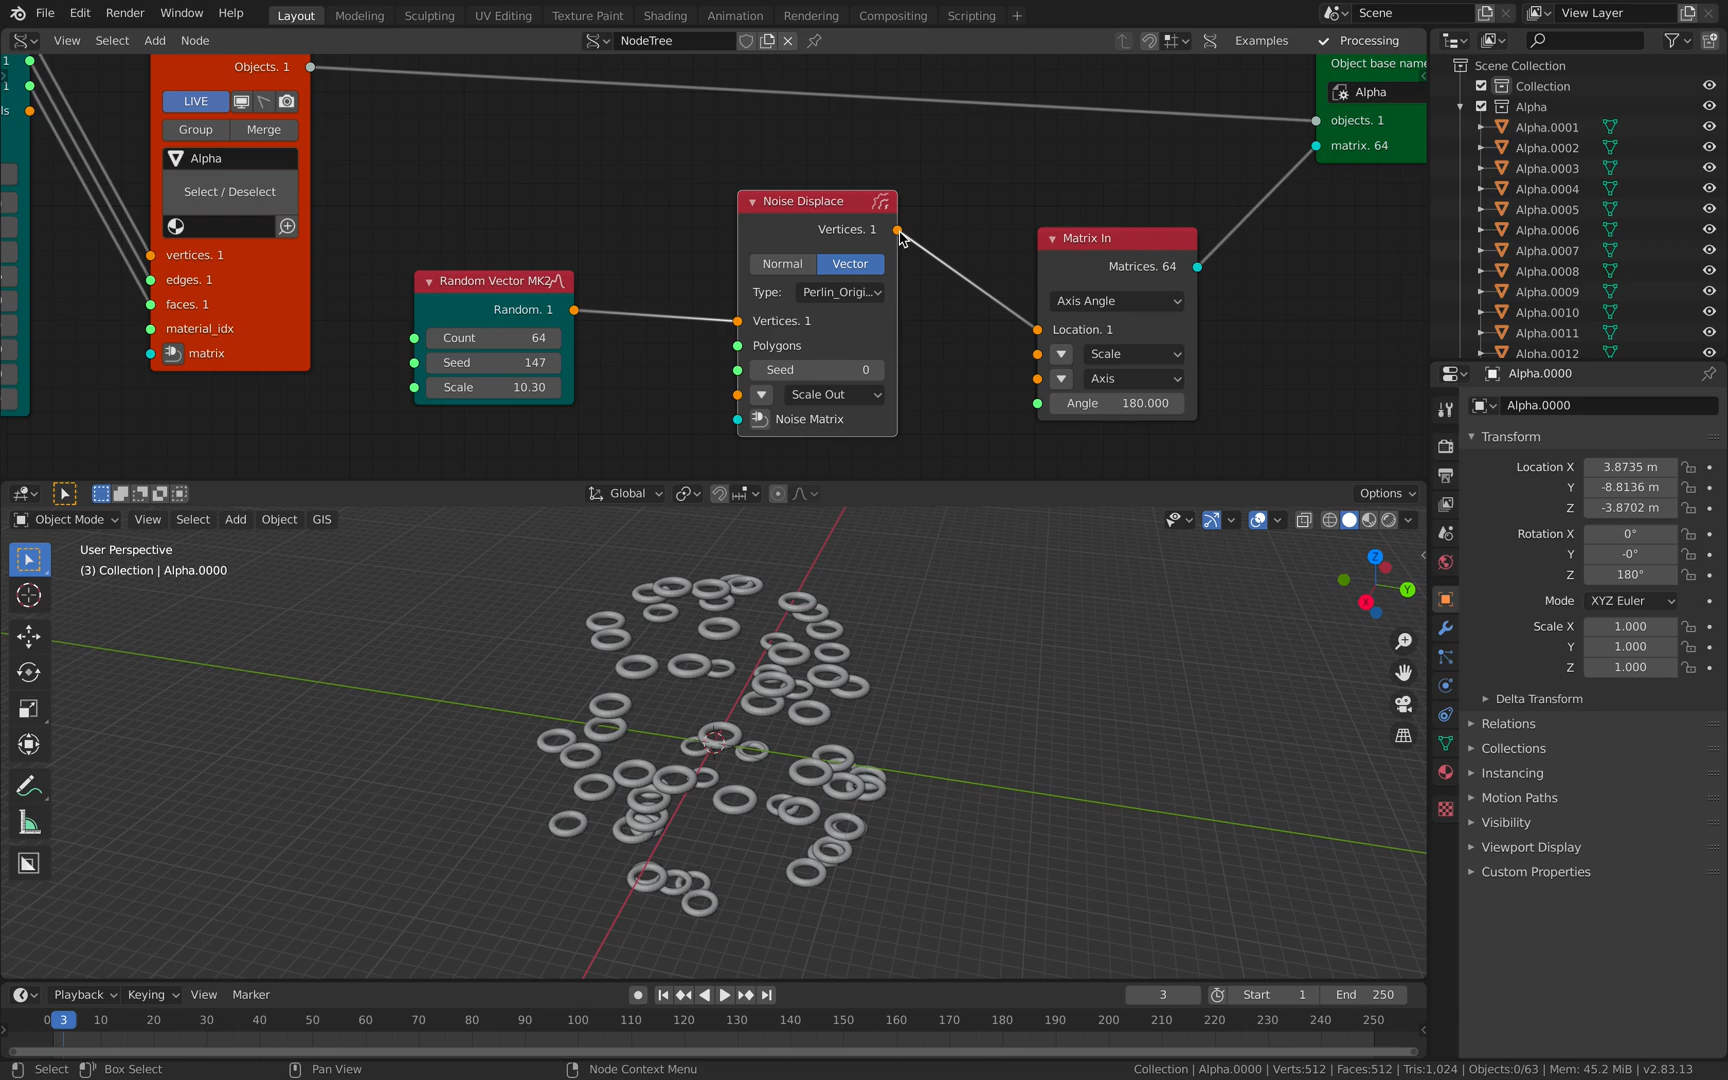 File Edit Render Window Help
Layout Modeling Sculpting UV Editing Texture Paint Shading Animation Rendering Compositing Scripting +
Scene
View Layer
View Select Add Node
NodeTree
Examples
Processing
1
1
ls
Objects. 1
LIVE
Group Merge
Alpha
Select / Deselect
vertices. 1
edges. 1
faces. 1
material_idx
matrix
Random Vector MK2
Random. 1
Count 64
Seed 147
Scale 10.30
Noise Displace
Vertices. 1
Normal Vector
Type: Perlin_Origi...
Vertices. 1
Polygons
Seed 0
Scale Out
Noise Matrix
Matrix In
Matrices. 64
Axis Angle
Location. 1
Scale
Axis
Angle 180.000
Object base name
Alpha
objects. 1
matrix. 64
Scene Collection
Collection
Alpha
Alpha.0001
Alpha.0002
Alpha.0003
Alpha.0004
Alpha.0005
Alpha.0006
Alpha.0007
Alpha.0008
Alpha.0009
Alpha.0010
Alpha.0011
Alpha.0012
Alpha.0000
Alpha.0000
Transform
Location X 3.8735 m
Y -8.8136 m
Z -3.8702 m
Rotation X 0°
Y -0°
Z 180°
Mode XYZ Euler
Scale X 1.000
Y 1.000
Z 1.000
Delta Transform
Relations
Collections
Instancing
Motion Paths
Visibility
Viewport Display
Custom Properties
Global
Options
Object Mode View Select Add Object GIS
User Perspective
(3) Collection | Alpha.0000
Z
Y
X
Playback Keying View Marker
3
Start 1
End 250
0 3 10 20 30 40 50 60 70 80 90 100 110 120 130 140 150 160 170 180 190 200 210 220 230 240 250
Select Box Select Pan View Node Context Menu
Collection | Alpha.0000 | Verts:512 | Faces:512 | Tris:1,024 | Objects:0/63 | Mem: 45.2 MiB | v2.83.13